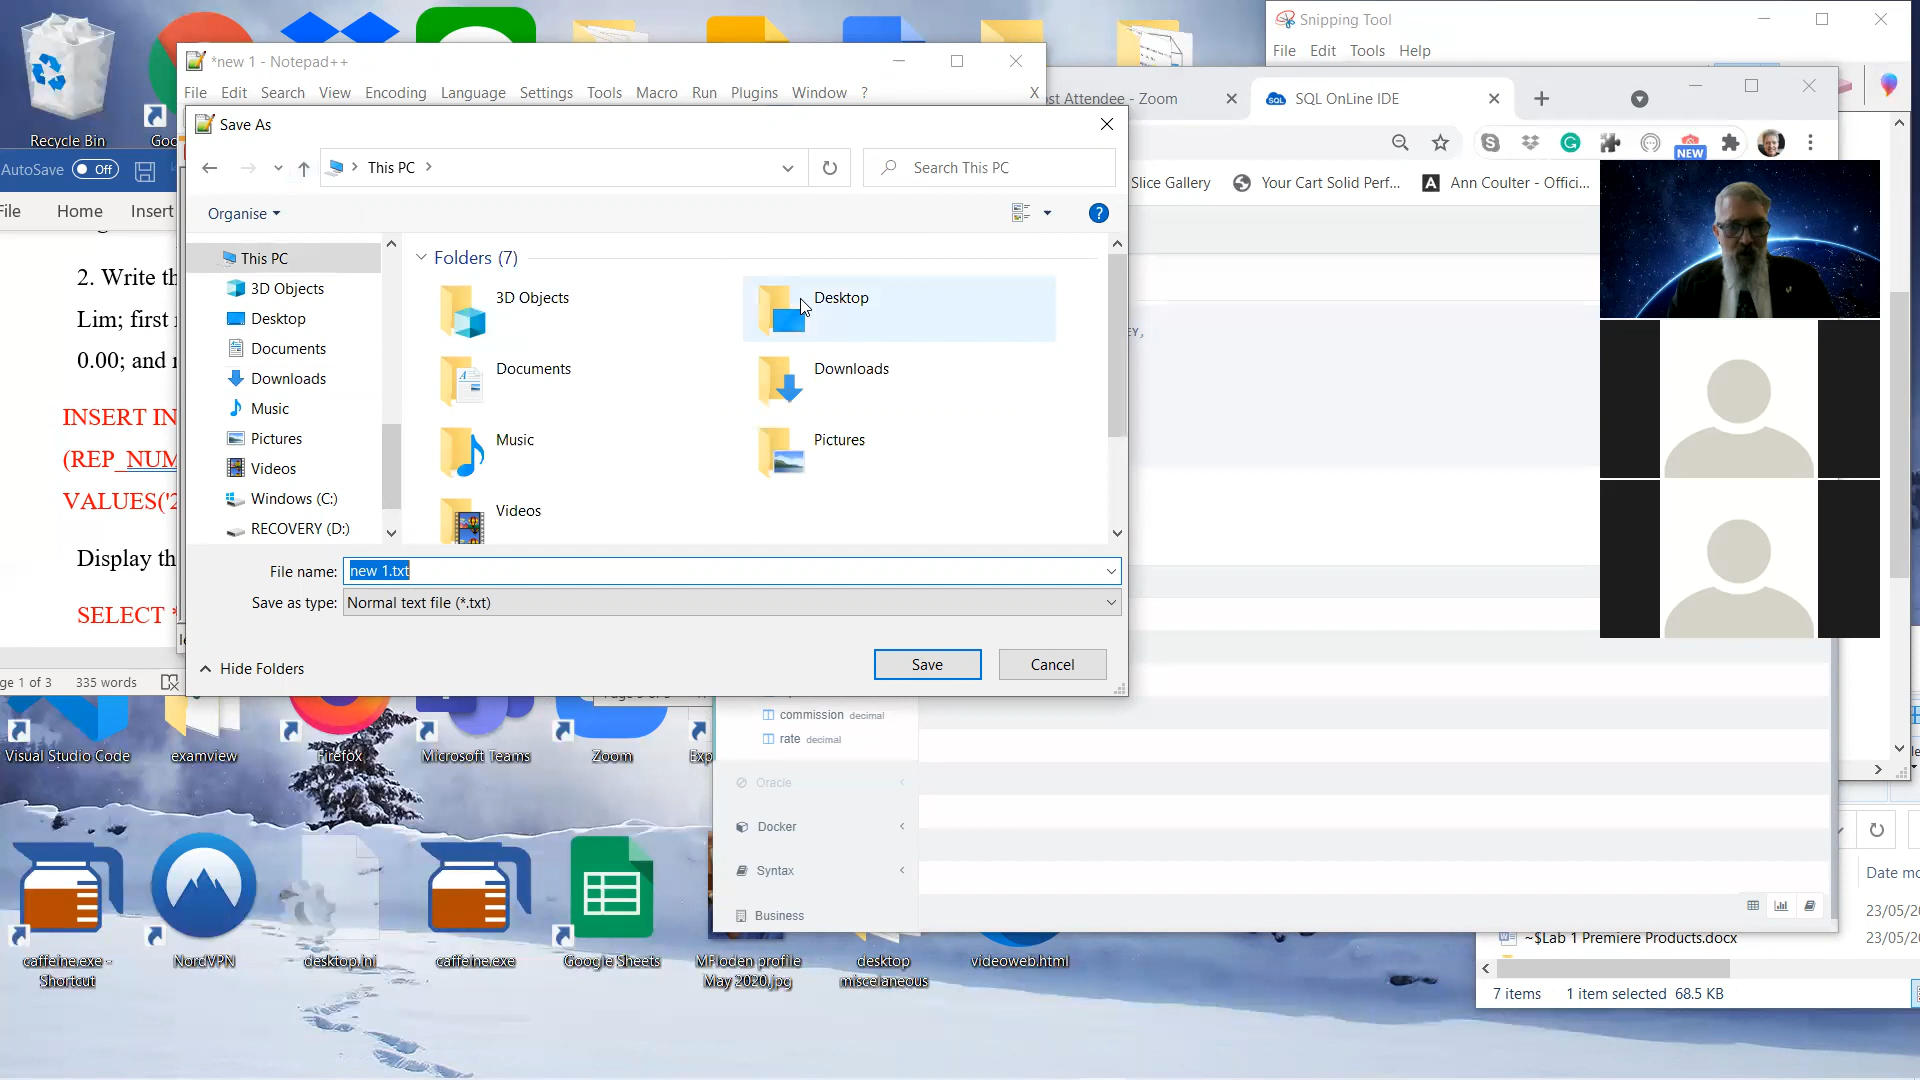 Recycle Bin
Goo
Snipping Tool
File Edit Tools Help
*new 1 - Notepad++
File Edit Search View Encoding Language Settings Tools Macro Run Plugins Window ?
X
ost Attendee - Zoom
SQL OnLine IDE
NEW
Slice Gallery
Your Cart Solid Perf...
A Ann Coulter - Offici...
AutoSave Off
File Home Insert
2. Write th
Lim; first
0.00; and
INSERT IN
(REP_NUM
VALUES('2
Display th
SELECT *
ge 1 of 3 335 words
Save As
This PC
Search This PC
Organise
This PC
3D Objects
Desktop
Documents
Downloads
Music
Pictures
Videos
Windows (C:)
RECOVERY (D:)
Folders (7)
3D Objects
Desktop
Documents
Downloads
Music
Pictures
Videos
File name: new 1.txt
Save as type: Normal text file (*.txt)
Hide Folders
Save
Cancel
EY,
commission decimal
rate decimal
Oracle
Docker
Syntax
Business
Visual Studio Code
examview
Firefox
Microsoft Teams
Zoom
Exp
caffeine.exe - Shortcut
NordVPN
desktop.ini
caffeine.exe
Google Sheets
MFloden profile May 2020.jpg
desktop miscelaneous
videoweb.html
Date mo
23/05/20
23/05/20
~$Lab 1 Premiere Products.docx
7 items 1 item selected 68.5 KB